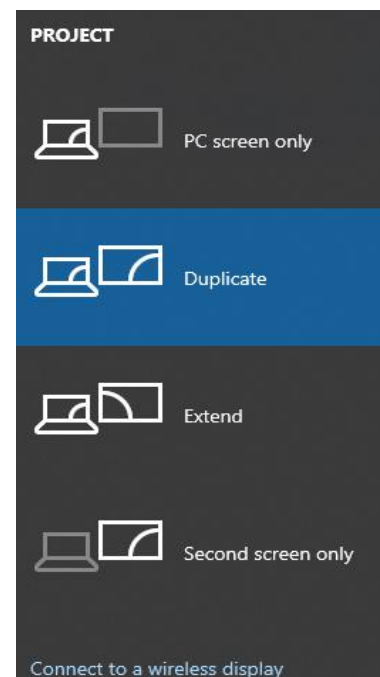 PROJECT
PC screen only
Duplicate
Extend
Second screen only
Connect to a wireless display